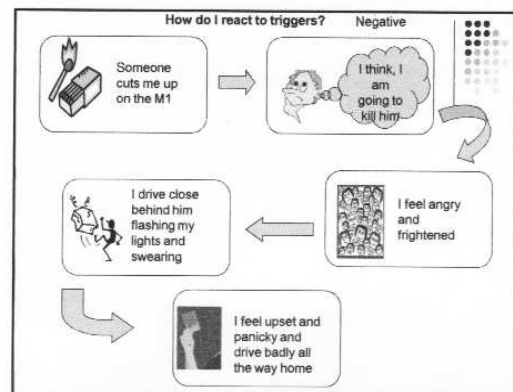 How do I react to triggers? Negative
Someone
cuts me up
on the M1
I think, I
am
going to
kill him
I feel angry
and
frightened
I drive close
behind him
flashing my
lights and
swearing
I feel upset and
panicky and
drive badly all
the way home